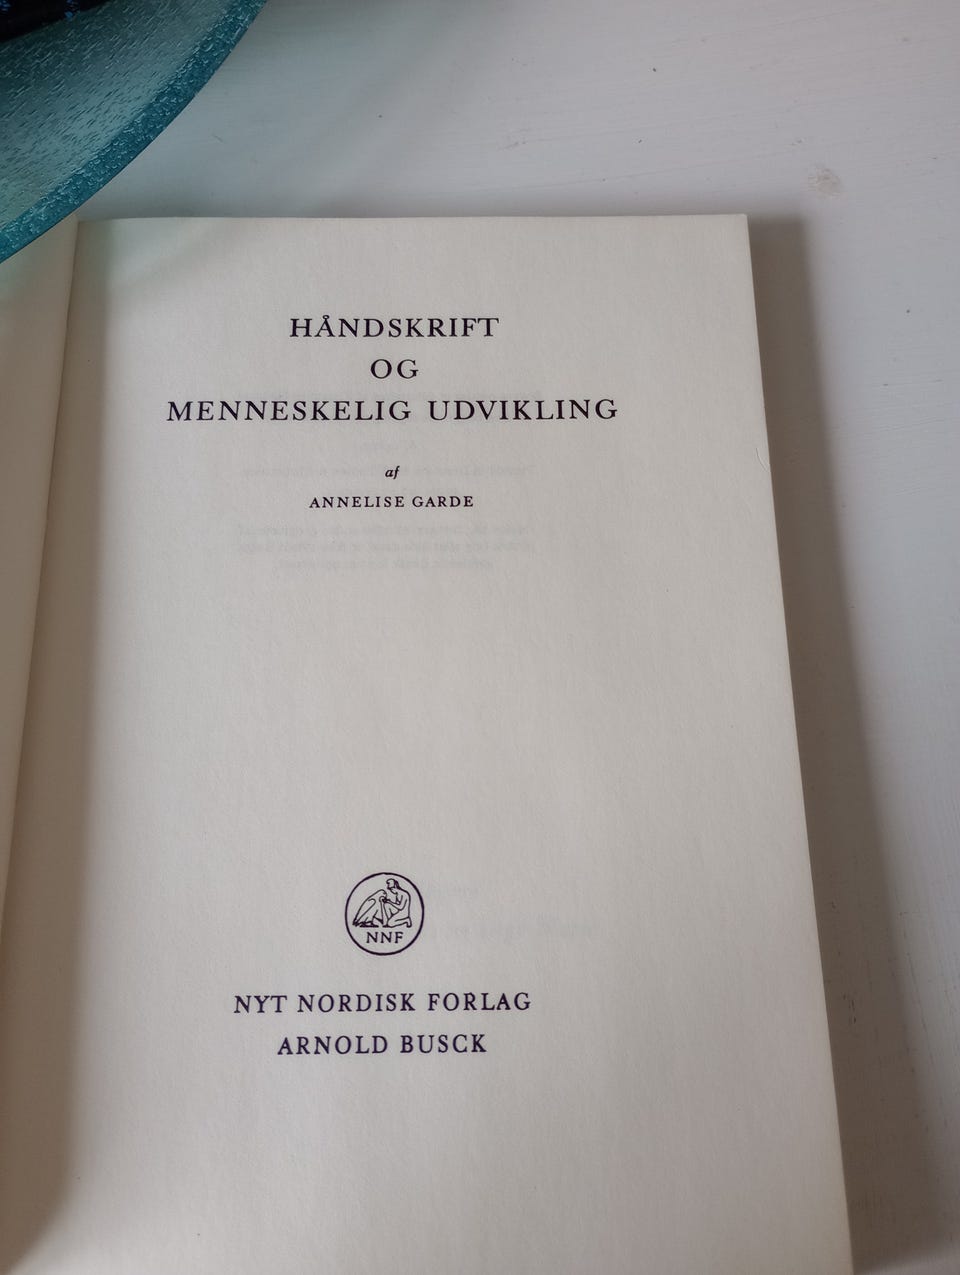 HÅNDSKRIFT
OG
MENNESKELIG UDVIKLING
af
ANNELISE GARDE
NNF
NYT NORDISK FORLAG
ARNOLD BUSCK